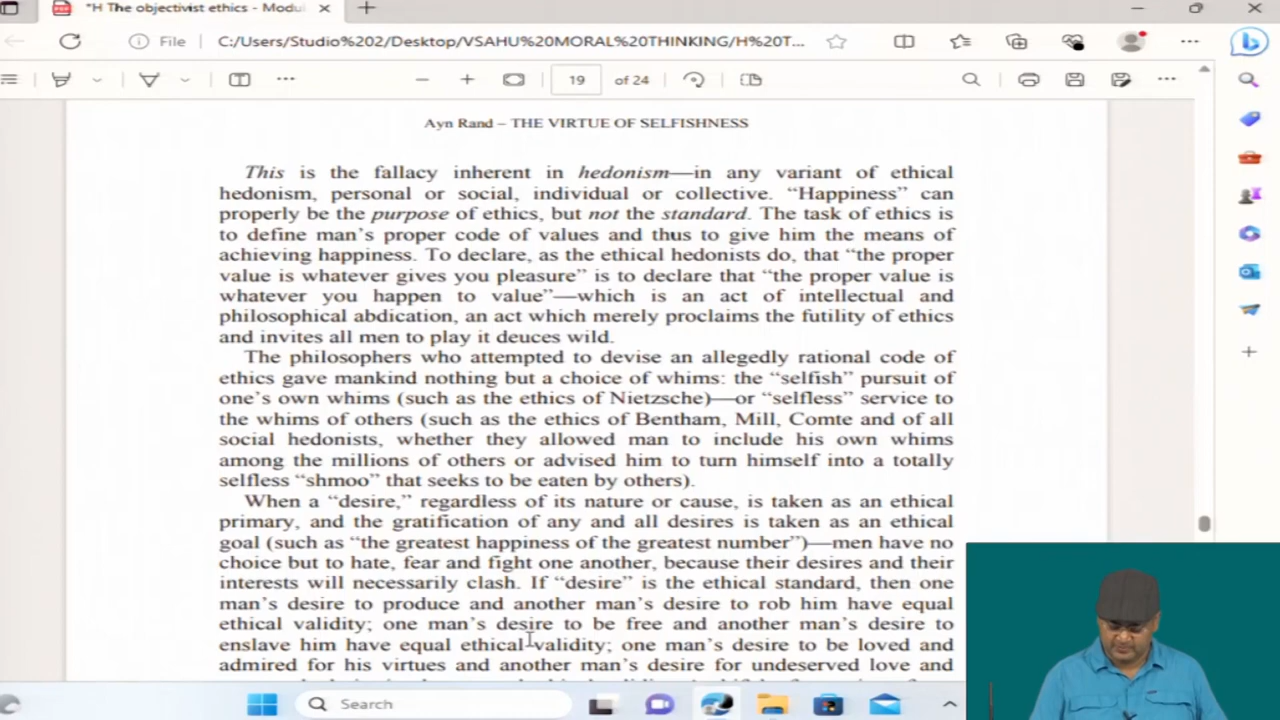 *H The objectivist ethics - Modu
File
C:/Users/Studio%202/Desktop/VSAHU%20MORAL%20THINKING/H%20T...
19 of 24
Ayn Rand – THE VIRTUE OF SELFISHNESS
This is the fallacy inherent in hedonism—in any variant of ethical
hedonism, personal or social, individual or collective. “Happiness” can
properly be the purpose of ethics, but not the standard. The task of ethics is
to define man’s proper code of values and thus to give him the means of
achieving happiness. To declare, as the ethical hedonists do, that “the proper
value is whatever gives you pleasure” is to declare that “the proper value is
whatever you happen to value”—which is an act of intellectual and
philosophical abdication, an act which merely proclaims the futility of ethics
and invites all men to play it deuces wild.
The philosophers who attempted to devise an allegedly rational code of
ethics gave mankind nothing but a choice of whims: the “selfish” pursuit of
one’s own whims (such as the ethics of Nietzsche)—or “selfless” service to
the whims of others (such as the ethics of Bentham, Mill, Comte and of all
social hedonists, whether they allowed man to include his own whims
among the millions of others or advised him to turn himself into a totally
selfless “shmoo” that seeks to be eaten by others).
When a “desire,” regardless of its nature or cause, is taken as an ethical
primary, and the gratification of any and all desires is taken as an ethical
goal (such as “the greatest happiness of the greatest number”)—men have no
choice but to hate, fear and fight one another, because their desires and their
interests will necessarily clash. If “desire” is the ethical standard, then one
man’s desire to produce and another man’s desire to rob him have equal
ethical validity; one man’s desire to be free and another man’s desire to
enslave him have equal ethical validity; one man’s desire to be loved and
admired for his virtues and another man’s desire for undeserved love and
Search